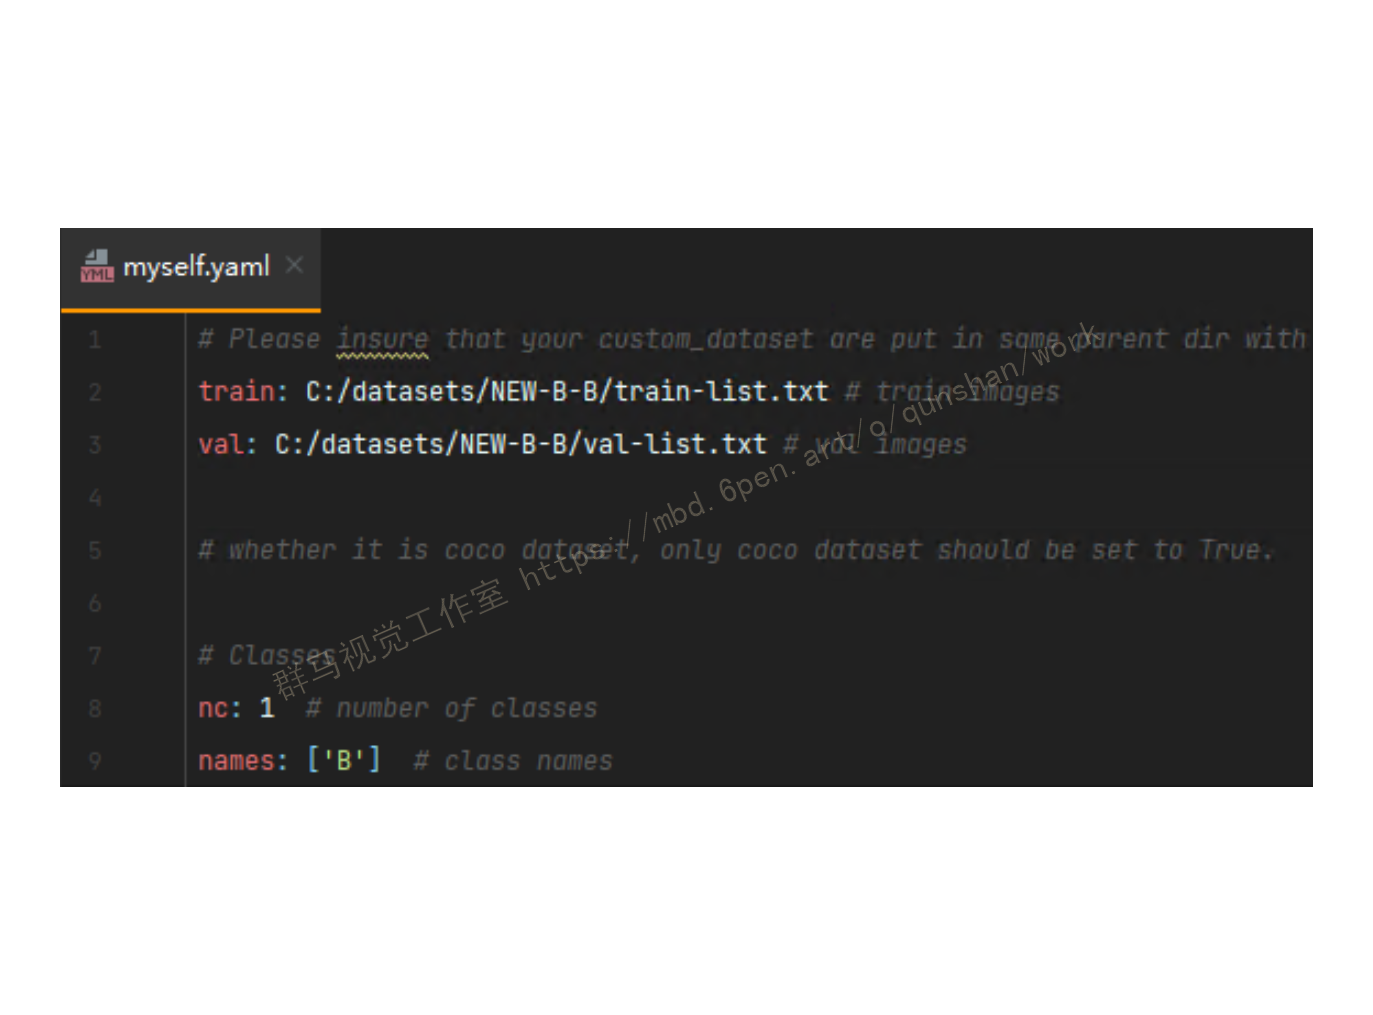 YML myself.yaml ×
1 # Please insure that your custom_dataset are put in same parent dir with
2 train: C:/datasets/NEW-B-B/train-list.txt # train images
3 val: C:/datasets/NEW-B-B/val-list.txt # val images
4
5 # whether it is coco dataset, only coco dataset should be set to True.
6
7 # Classes
8 nc: 1 # number of classes
9 names: ['B'] # class names
群马视觉工作室 https://mbd.6pen.art/o/qunshan/work